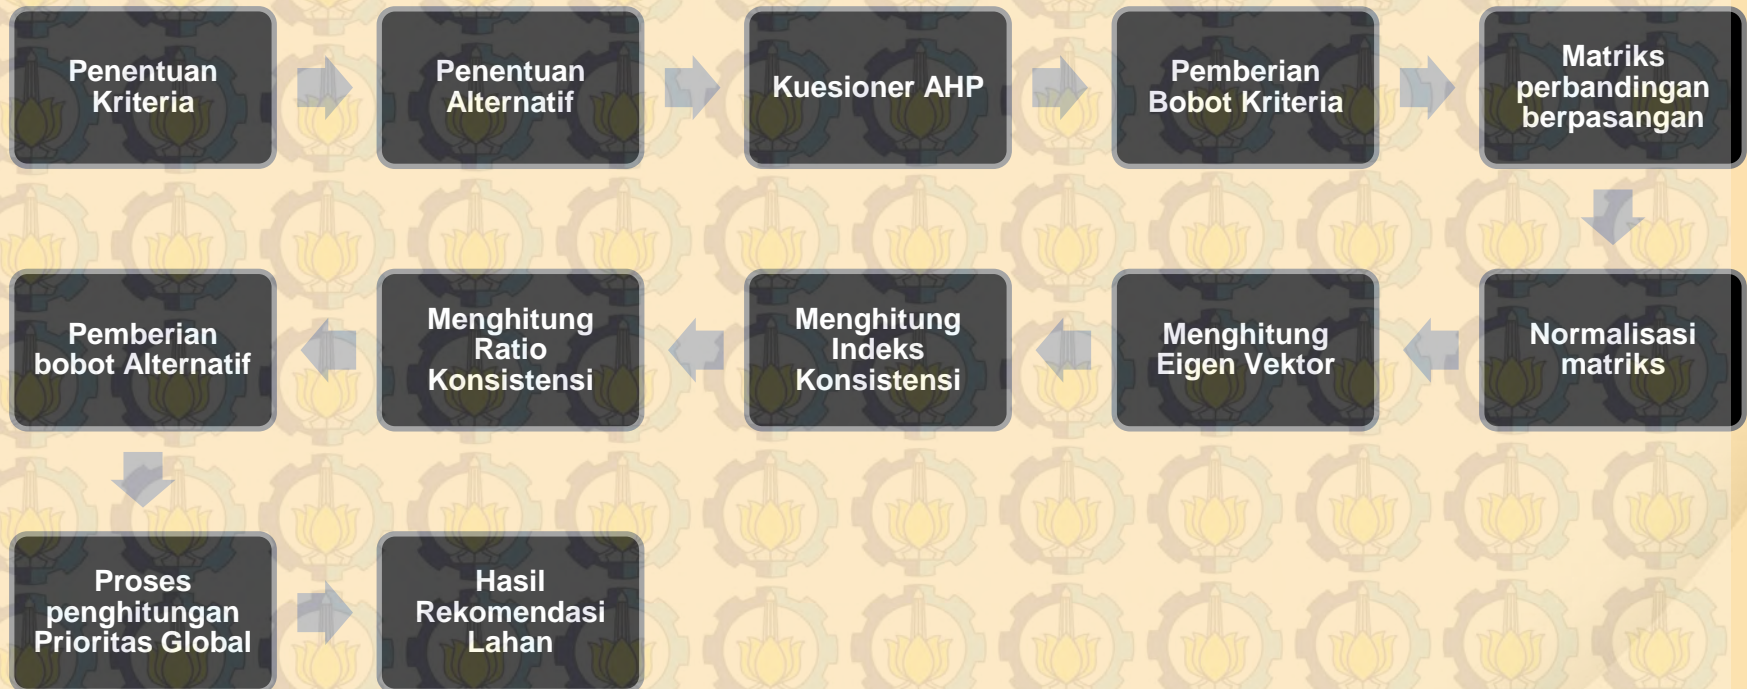 Penentuan
Kriteria
Penentuan
Alternatif
Kuesioner AHP
Pemberian
Bobot Kriteria
Matriks
perbandingan
berpasangan
Normalisasi
matriks
Menghitung
Eigen Vektor
Menghitung
Indeks
Konsistensi
Menghitung
Ratio
Konsistensi
Pemberian
bobot Alternatif
Proses
penghitungan
Prioritas Global
Hasil
Rekomendasi
Lahan